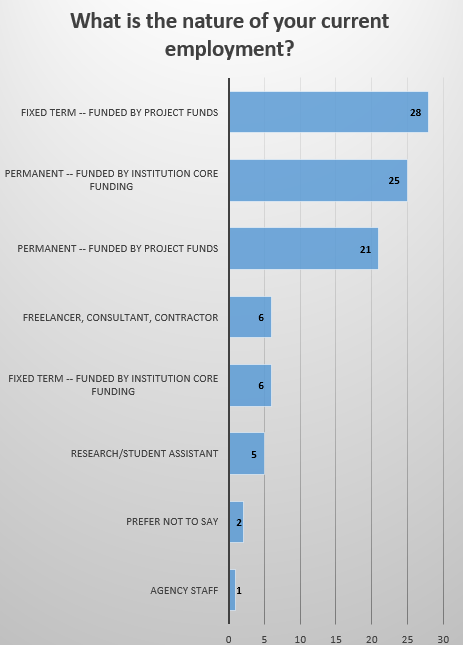 What is the nature of your current
employment?
FIXED TERM -- FUNDED BY PROJECT FUNDS
28
PERMANENT -- FUNDED BY INSTITUTION CORE
FUNDING
25
PERMANENT -- FUNDED BY PROJECT FUNDS
21
FREELANCER, CONSULTANT, CONTRACTOR
6
FIXED TERM -- FUNDED BY INSTITUTION CORE
FUNDING
6
RESEARCH/STUDENT ASSISTANT
5
PREFER NOT TO SAY
2
AGENCY STAFF
1
0 5 10 15 20 25 30